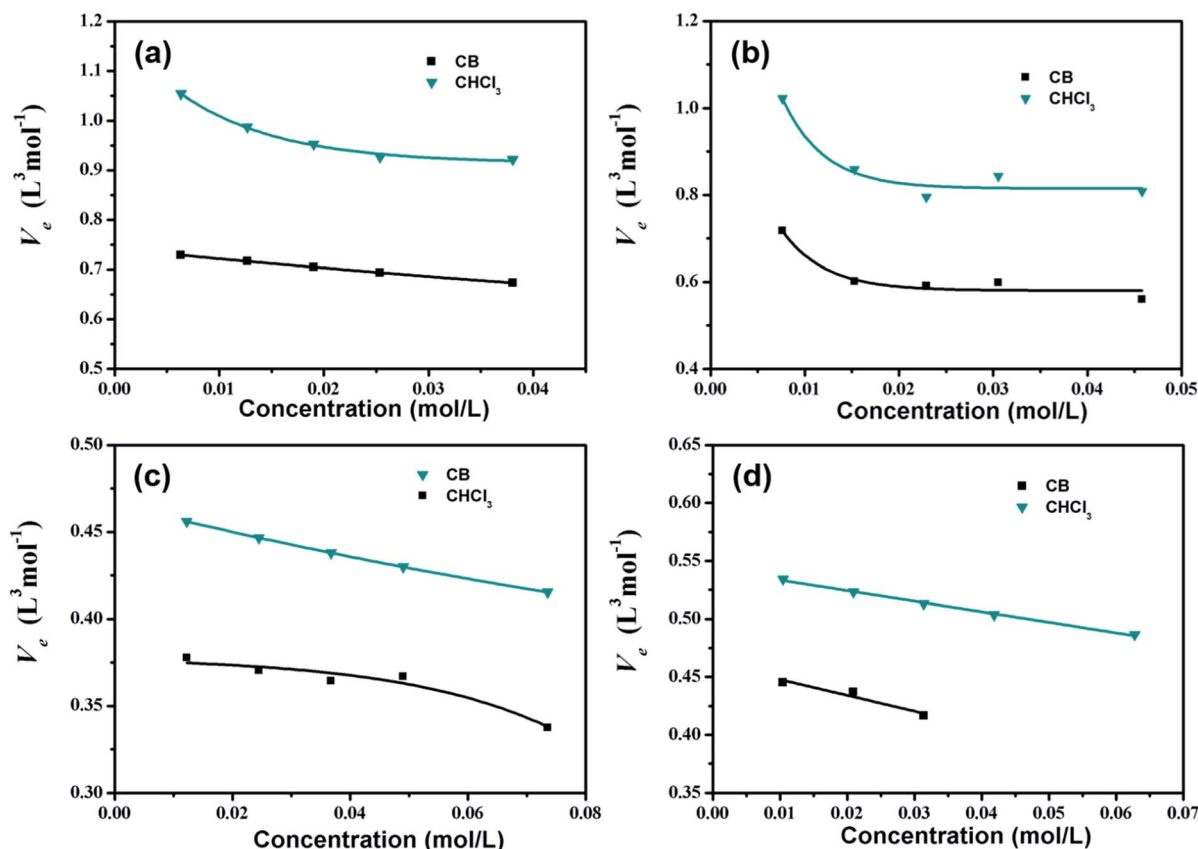 (a)
CB
CHCl₃
1.2
1.1
1.0
0.9
0.8
0.7
0.6
0.5
Vₑ (L³mol⁻¹)
0.00 0.01 0.02 0.03 0.04
Concentration (mol/L)
(b)
CB
CHCl₃
1.2
1.0
0.8
0.6
0.4
Vₑ (L³mol⁻¹)
0.00 0.01 0.02 0.03 0.04 0.05
Concentration (mol/L)
(c)
CB
CHCl₃
0.50
0.45
0.40
0.35
0.30
Vₑ (L³mol⁻¹)
0.00 0.02 0.04 0.06 0.08
Concentration (mol/L)
(d)
CB
CHCl₃
0.65
0.60
0.55
0.50
0.45
0.40
0.35
Vₑ (L³mol⁻¹)
0.00 0.01 0.02 0.03 0.04 0.05 0.06 0.07
Concentration (mol/L)